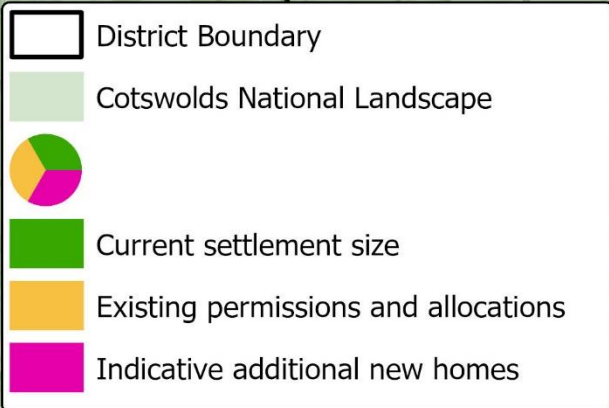 District Boundary
Cotswolds National Landscape
Current settlement size
Existing permissions and allocations
Indicative additional new homes